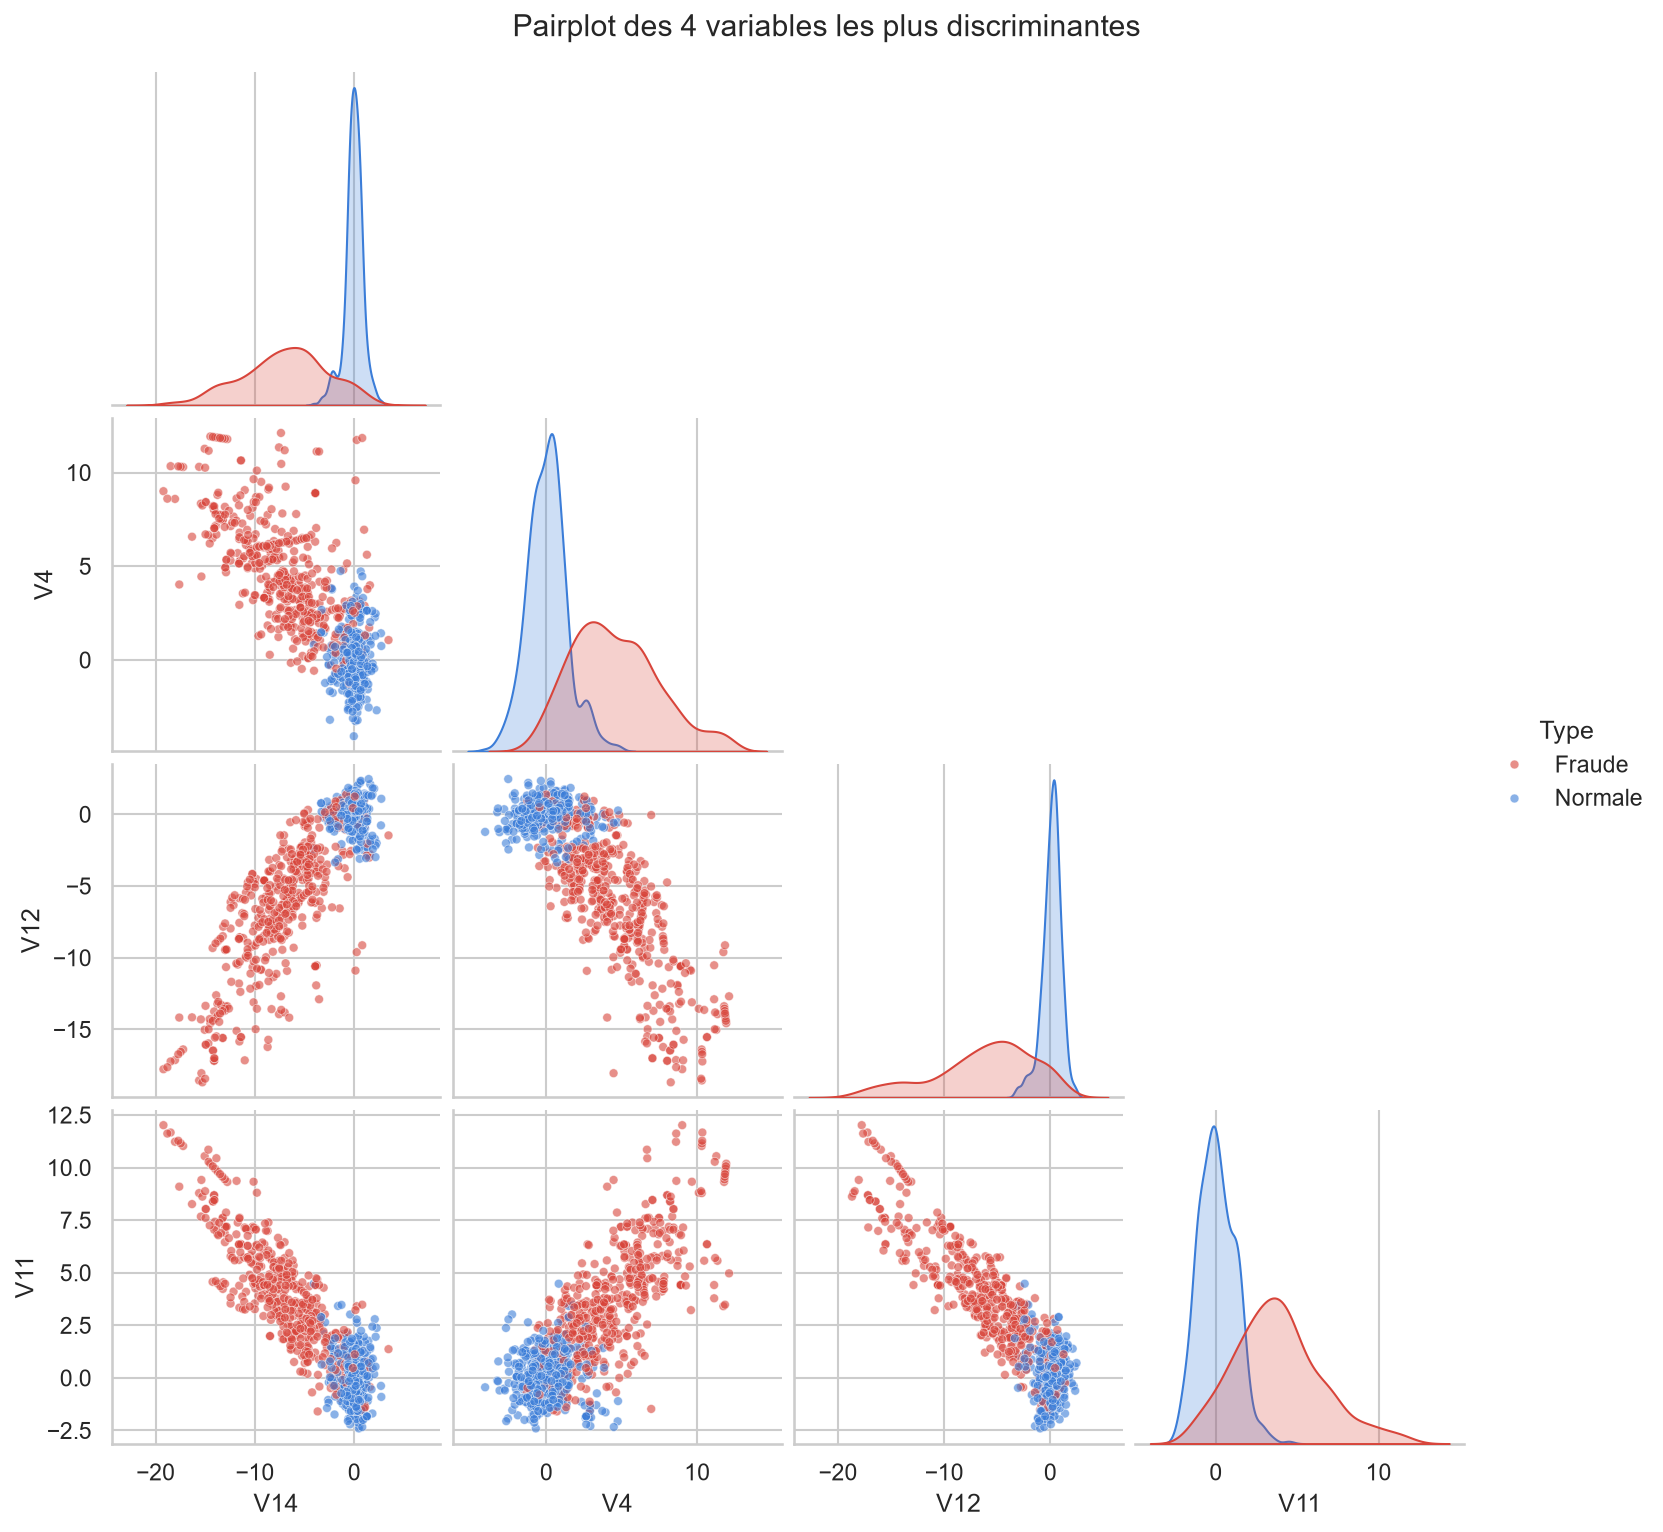 Pairplot des 4 variables les plus discriminantes
10
5
0
V4
Type
Fraude
Normale
0
−5
−10
−15
V12
12.5
10.0
7.5
5.0
2.5
0.0
−2.5
V11
−20 −10 0
0 10
−20 −10 0
0 10
V14 V4 V12 V11